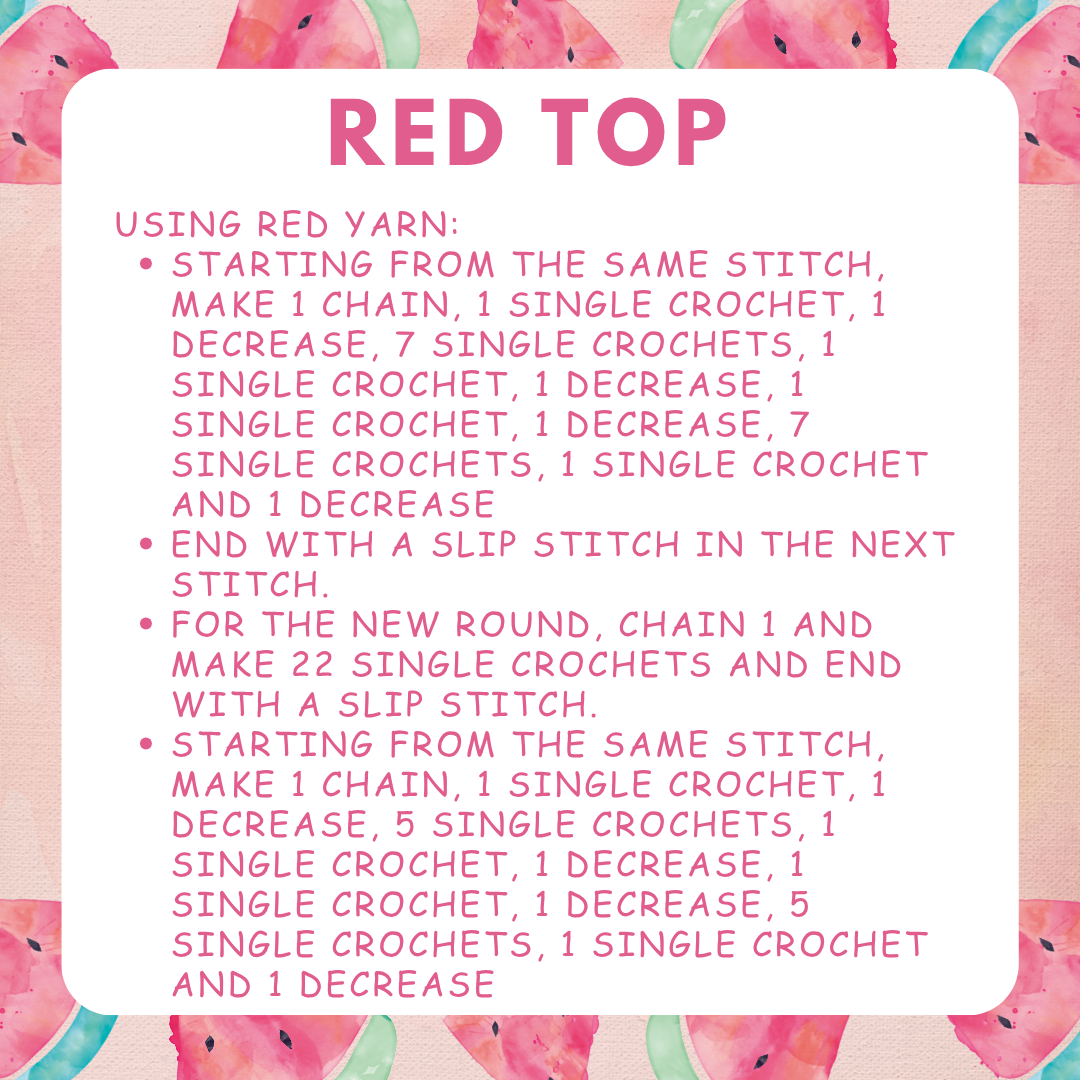 RED TOP
USING RED YARN:
• STARTING FROM THE SAME STITCH,
MAKE 1 CHAIN, 1 SINGLE CROCHET, 1
DECREASE, 7 SINGLE CROCHETS, 1
SINGLE CROCHET, 1 DECREASE, 1
SINGLE CROCHET, 1 DECREASE, 7
SINGLE CROCHETS, 1 SINGLE CROCHET
AND 1 DECREASE
• END WITH A SLIP STITCH IN THE NEXT
STITCH.
• FOR THE NEW ROUND, CHAIN 1 AND
MAKE 22 SINGLE CROCHETS AND END
WITH A SLIP STITCH.
• STARTING FROM THE SAME STITCH,
MAKE 1 CHAIN, 1 SINGLE CROCHET, 1
DECREASE, 5 SINGLE CROCHETS, 1
SINGLE CROCHET, 1 DECREASE, 1
SINGLE CROCHET, 1 DECREASE, 5
SINGLE CROCHETS, 1 SINGLE CROCHET
AND 1 DECREASE